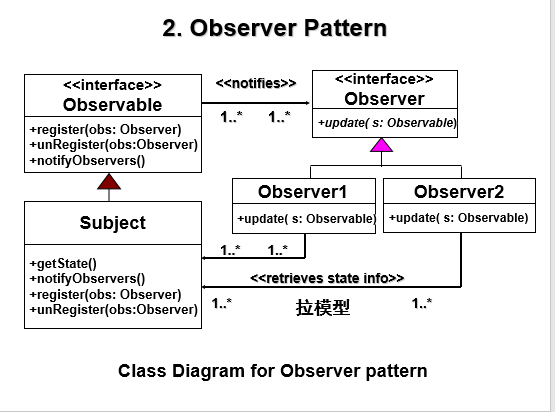 2. Observer Pattern
<<interface>>
Observable
+register(obs: Observer)
+unRegister(obs:Observer)
+notifyObservers()
<<notifies>>
1..*
1..*
<<interface>>
Observer
+update( s: Observable)
Observer1
+update( s: Observable)
Observer2
+update( s: Observable)
Subject
+getState()
+notifyObservers()
+register(obs: Observer)
+unRegister(obs:Observer)
1..*
1..*
<<retrieves state info>>
1..*
拉模型
1..*
Class Diagram for Observer pattern